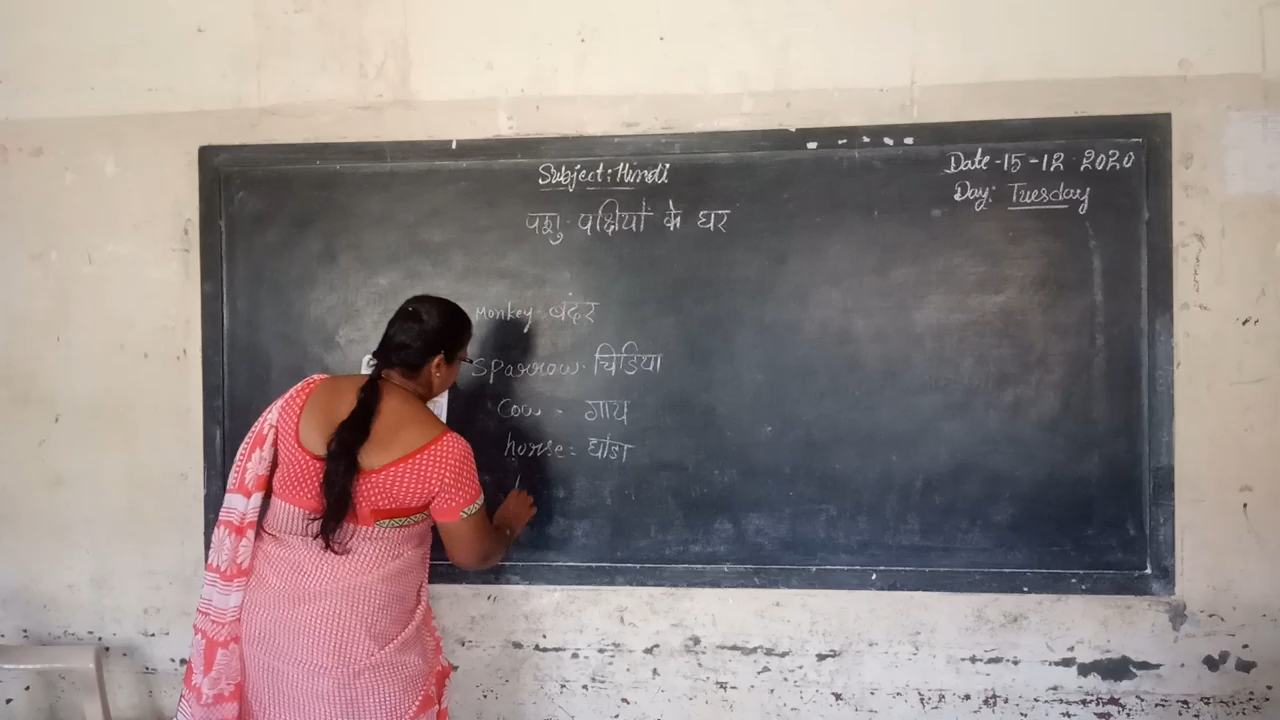 Subject: Hindi
Date - 15 - 12 - 2020
Day: Tuesday
पशु - पक्षियों के घर
Monkey - बंदर
Sparrow - चिडिया
Cow - गाय
horse = घोडा